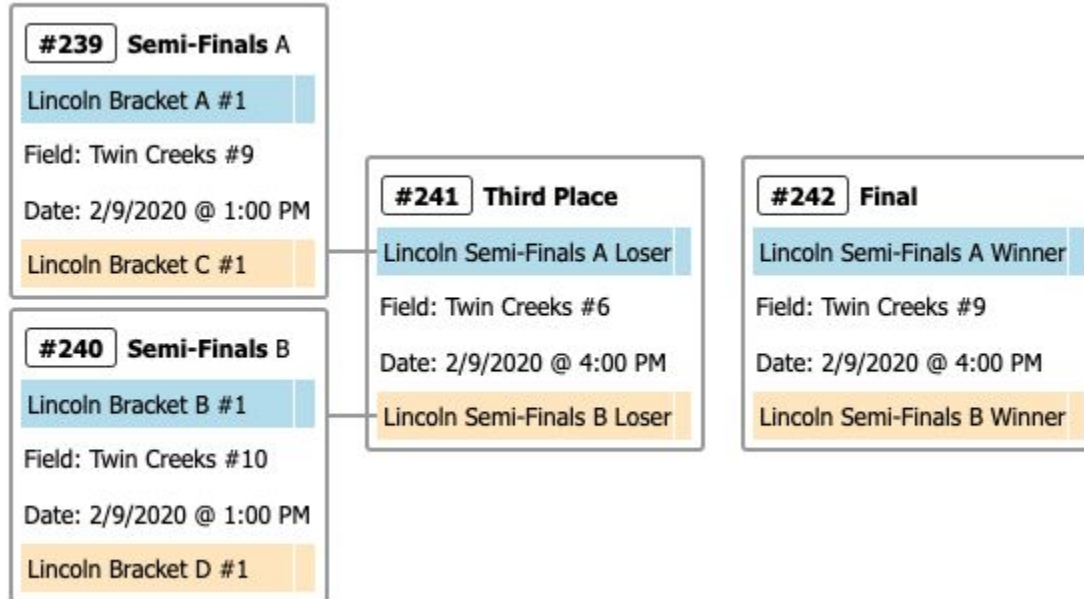 #239 Semi-Finals A
Lincoln Bracket A #1
Field: Twin Creeks #9
Date: 2/9/2020 @ 1:00 PM
Lincoln Bracket C #1
#240 Semi-Finals B
Lincoln Bracket B #1
Field: Twin Creeks #10
Date: 2/9/2020 @ 1:00 PM
Lincoln Bracket D #1
#241 Third Place
Lincoln Semi-Finals A Loser
Field: Twin Creeks #6
Date: 2/9/2020 @ 4:00 PM
Lincoln Semi-Finals B Loser
#242 Final
Lincoln Semi-Finals A Winner
Field: Twin Creeks #9
Date: 2/9/2020 @ 4:00 PM
Lincoln Semi-Finals B Winner